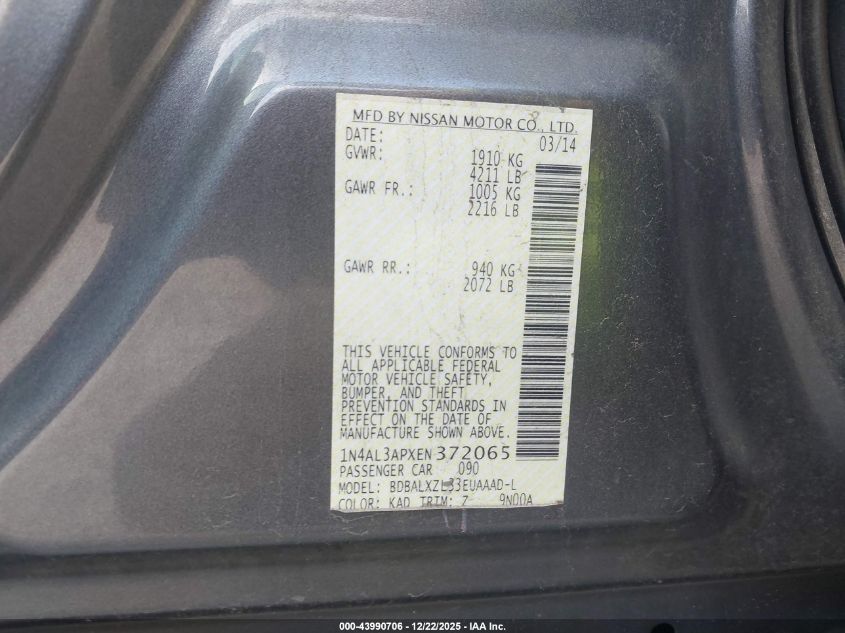 MFD BY NISSAN MOTOR CO., LTD.
DATE: 03/14
GVWR: 1910 KG
4211 LB
GAWR FR.: 1005 KG
2216 LB
GAWR RR.: 940 KG
2072 LB
THIS VEHICLE CONFORMS TO
ALL APPLICABLE FEDERAL
MOTOR VEHICLE SAFETY,
BUMPER, AND THEFT
PREVENTION STANDARDS IN
EFFECT ON THE DATE OF
MANUFACTURE SHOWN ABOVE.
1N4AL3APXEN 372065
PASSENGER CAR 090
MODEL: BDBALXZL33EUAAAD-L
COLOR: KAD TRIM: Z 9N00A
000-43990706 - 12/22/2025 - IAA Inc.